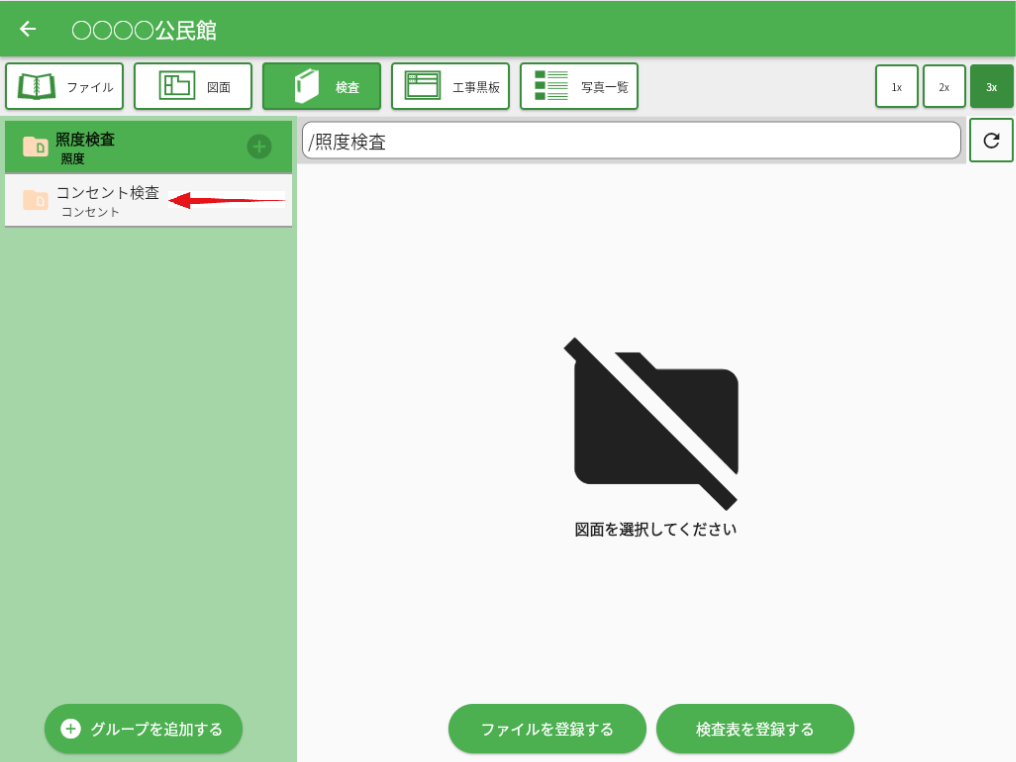 〇〇〇〇公民館
ファイル
図面
検査
工事黒板
写真一覧
1x
2x
3x
照度検査
照度
コンセント検査
コンセント
/照度検査
図面を選択してください
グループを追加する
ファイルを登録する
検査表を登録する